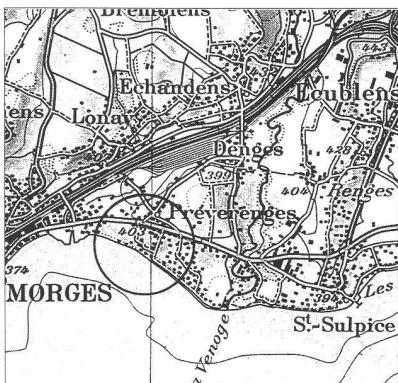 Bremblens
443
Echandens
Ecublens
ens
Lonay
Denges
428
399
404
Renges
Préverenges
403
374
MORGES
394
Les
St-Sulpice
Venoge